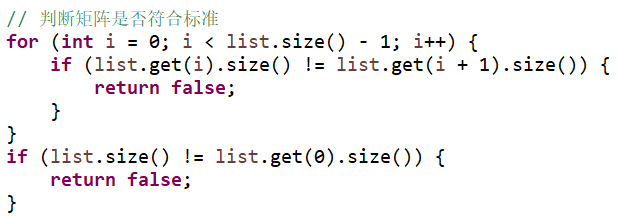 // 判断矩阵是否符合标准
for (int i = 0; i < list.size() - 1; i++) {
    if (list.get(i).size() != list.get(i + 1).size()) {
        return false;
    }
}
if (list.size() != list.get(0).size()) {
    return false;
}